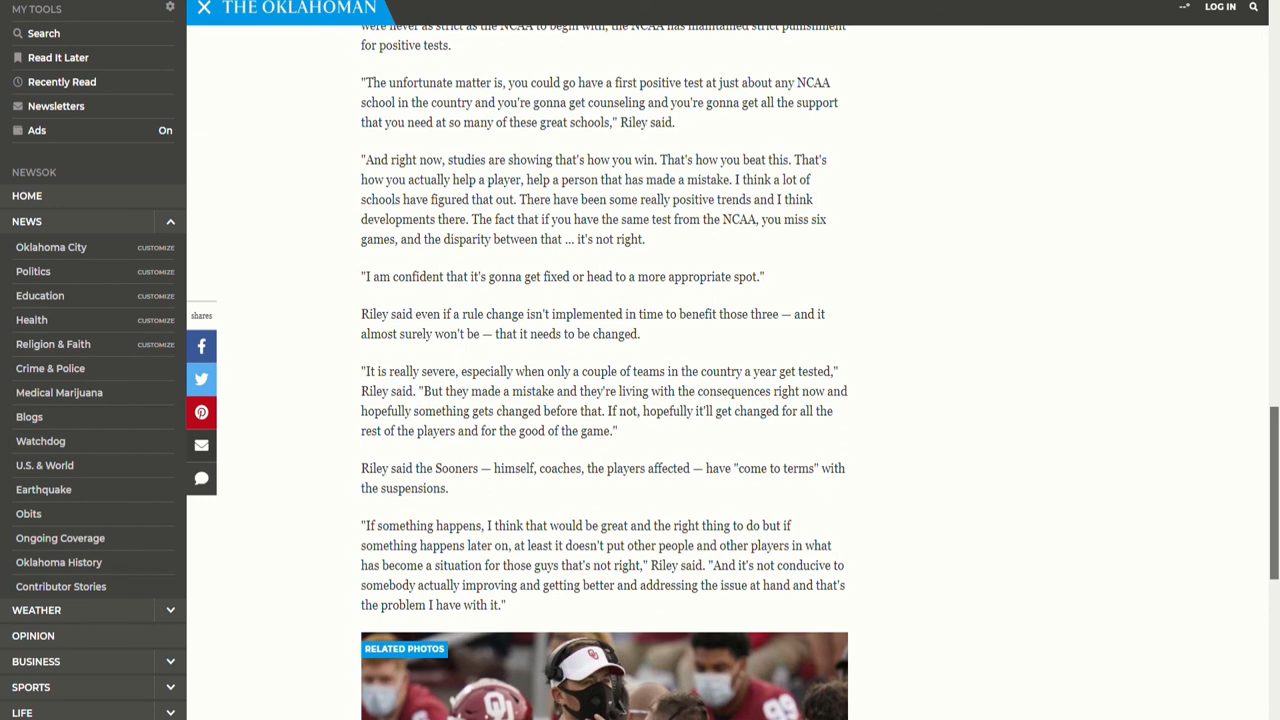 MY TOOLS
THE OKLAHOMAN
--°
LOG IN
Search
Read It Later
Recently Read
Newsletters
Ads
On
NEWSOK
HOME
NEWS
Oklahoma City
CUSTOMIZE
Politics
CUSTOMIZE
Education
CUSTOMIZE
Health
CUSTOMIZE
Religion & Faith
CUSTOMIZE
Crime & Police
Medical Marijuana
Blogs
Watchdog
U.S. & World
Earthquake
Obits
Ongoing Coverage
Oklahoma History
Contributor Stories
WEATHER
OPINION
BUSINESS
SPORTS
LIFE
shares
were never as strict as the NCAA to begin with, the NCAA has maintained strict punishment
for positive tests.
"The unfortunate matter is, you could go have a first positive test at just about any NCAA
school in the country and you're gonna get counseling and you're gonna get all the support
that you need at so many of these great schools," Riley said.
"And right now, studies are showing that's how you win. That's how you beat this. That's
how you actually help a player, help a person that has made a mistake. I think a lot of
schools have figured that out. There have been some really positive trends and I think
developments there. The fact that if you have the same test from the NCAA, you miss six
games, and the disparity between that ... it's not right.
"I am confident that it's gonna get fixed or head to a more appropriate spot."
Riley said even if a rule change isn't implemented in time to benefit those three — and it
almost surely won't be — that it needs to be changed.
"It is really severe, especially when only a couple of teams in the country a year get tested,"
Riley said. "But they made a mistake and they're living with the consequences right now and
hopefully something gets changed before that. If not, hopefully it'll get changed for all the
rest of the players and for the good of the game."
Riley said the Sooners — himself, coaches, the players affected — have "come to terms" with
the suspensions.
"If something happens, I think that would be great and the right thing to do but if
something happens later on, at least it doesn't put other people and other players in what
has become a situation for those guys that's not right," Riley said. "And it's not conducive to
somebody actually improving and getting better and addressing the issue at hand and that's
the problem I have with it."
RELATED PHOTOS